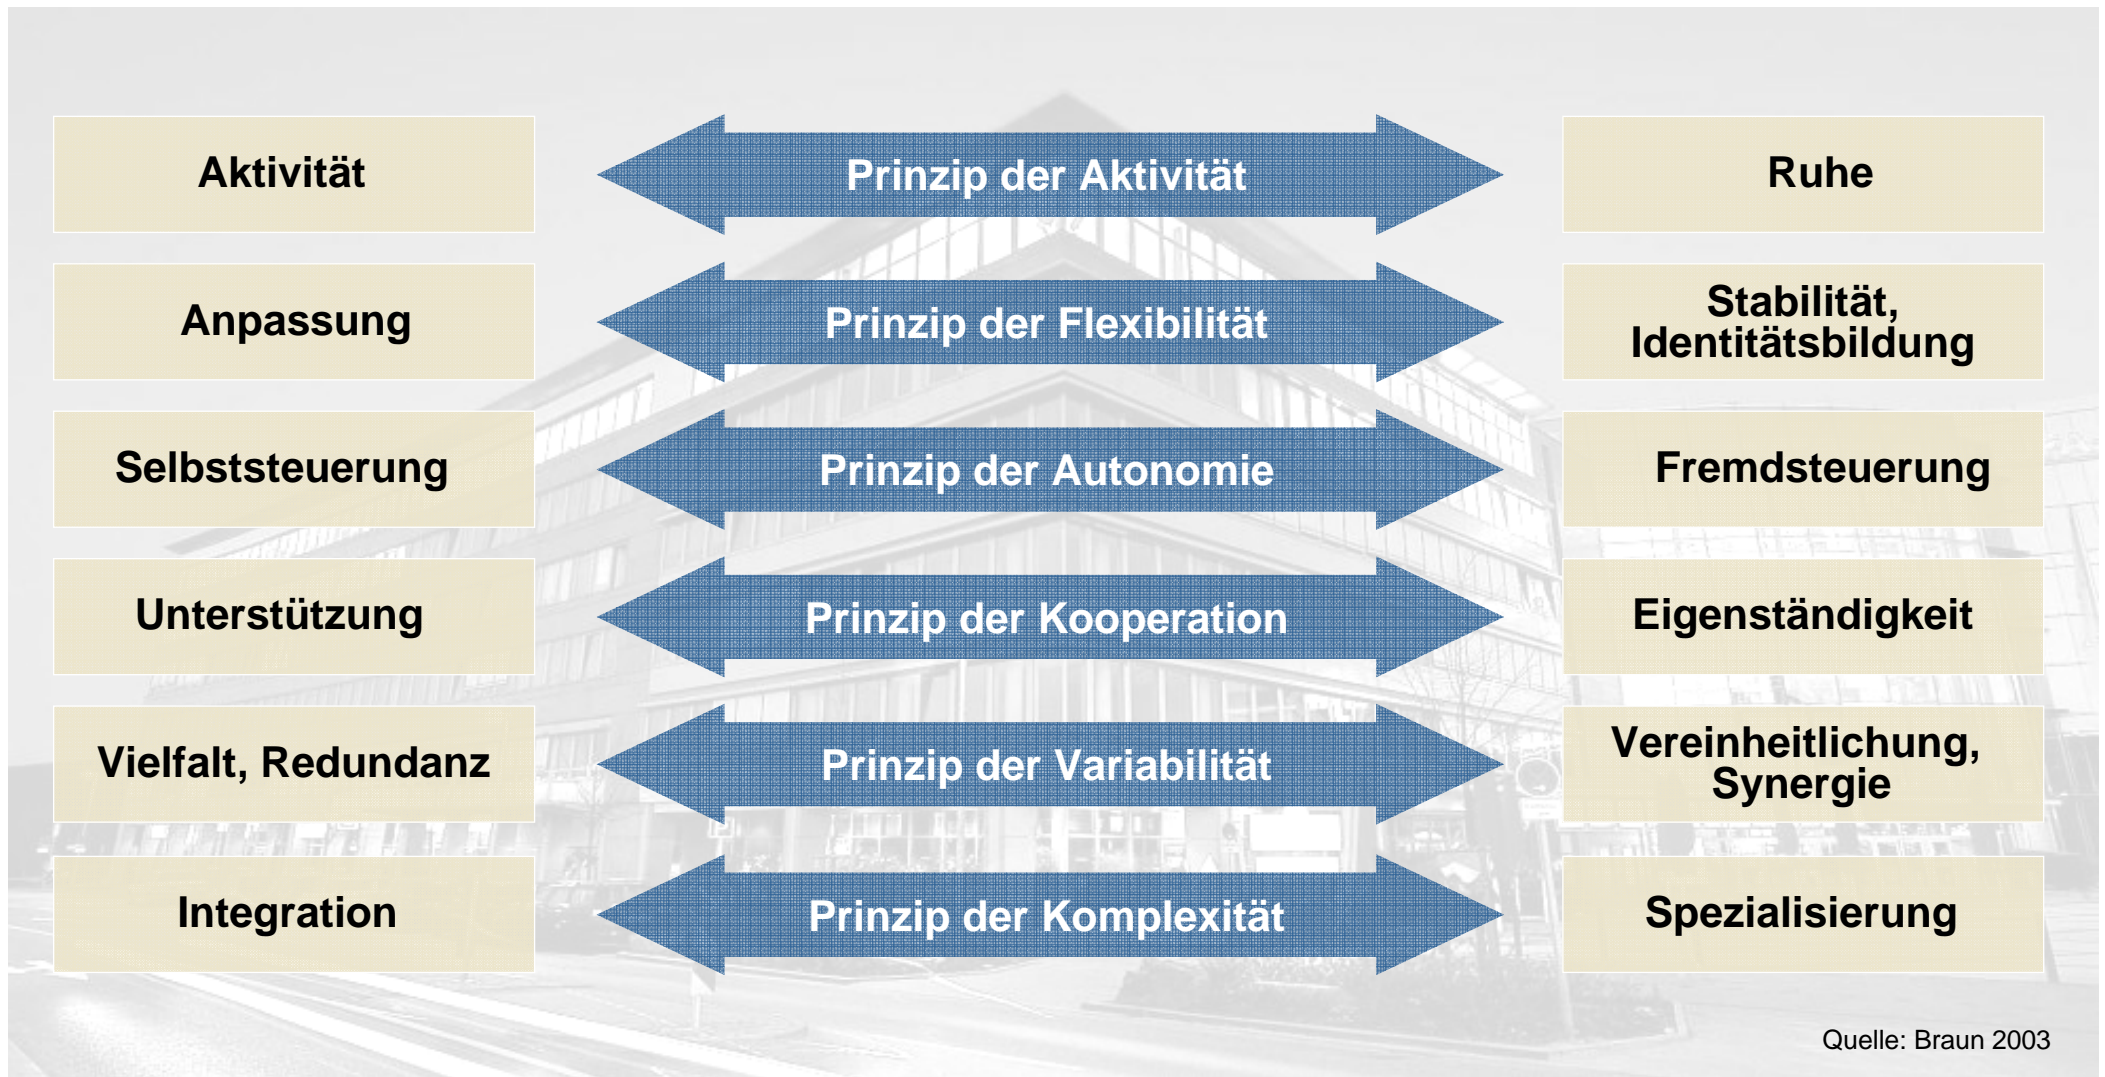 Aktivität
Prinzip der Aktivität
Ruhe
Anpassung
Prinzip der Flexibilität
Stabilität,
Identitätsbildung
Selbststeuerung
Prinzip der Autonomie
Fremdsteuerung
Unterstützung
Prinzip der Kooperation
Eigenständigkeit
Vielfalt, Redundanz
Prinzip der Variabilität
Vereinheitlichung,
Synergie
Integration
Prinzip der Komplexität
Spezialisierung
Quelle: Braun 2003